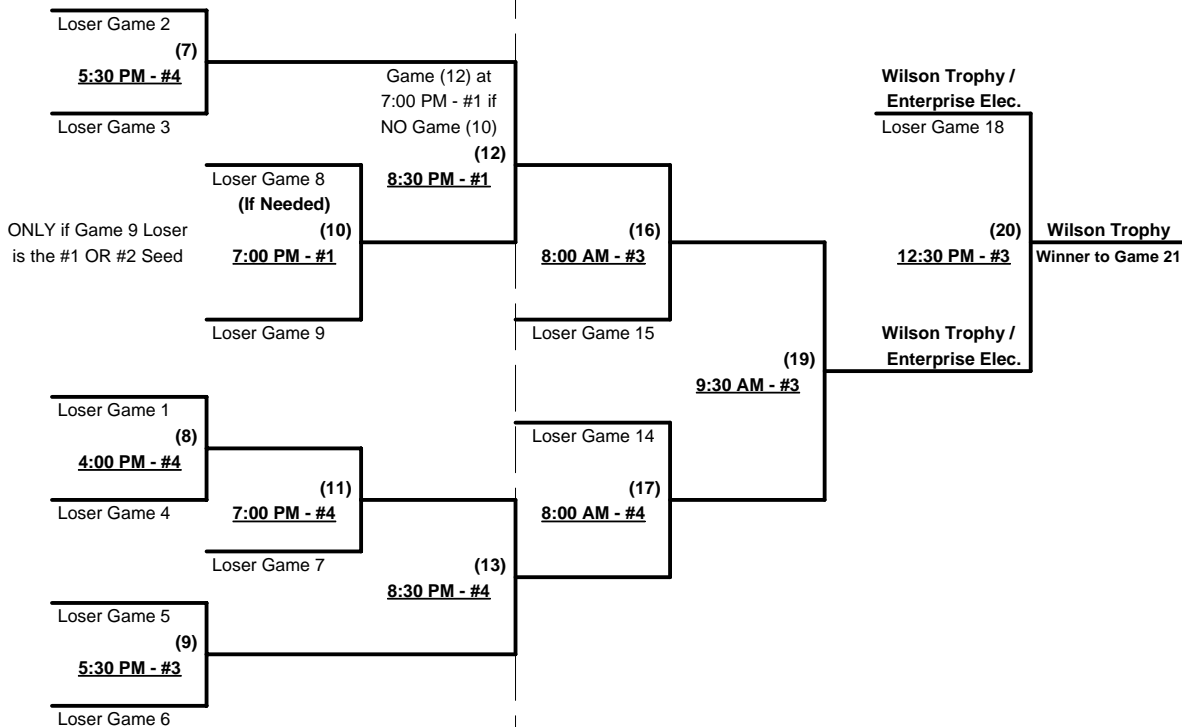 Loser Game 2
(7)
5:30 PM - #4
Loser Game 3
Game (12) at
7:00 PM - #1 if
NO Game (10)
(12)
8:30 PM - #1
Wilson Trophy /
Enterprise Elec.
Loser Game 18
Loser Game 8
(If Needed)
ONLY if Game 9 Loser
is the #1 OR #2 Seed
(10)
7:00 PM - #1
Loser Game 9
(16)
8:00 AM - #3
Loser Game 15
(20)
12:30 PM - #3
Wilson Trophy
Winner to Game 21
Wilson Trophy /
Enterprise Elec.
(19)
9:30 AM - #3
Loser Game 1
(8)
4:00 PM - #4
Loser Game 4
Loser Game 14
(11)
7:00 PM - #4
Loser Game 7
(17)
8:00 AM - #4
(13)
8:30 PM - #4
Loser Game 5
(9)
5:30 PM - #3
Loser Game 6